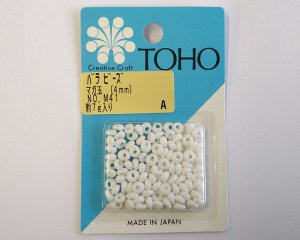 Creative Craft
TOHO
バラビーズ
マガ玉 (4mm)
NO. M41
約7g入り
A
MADE IN JAPAN